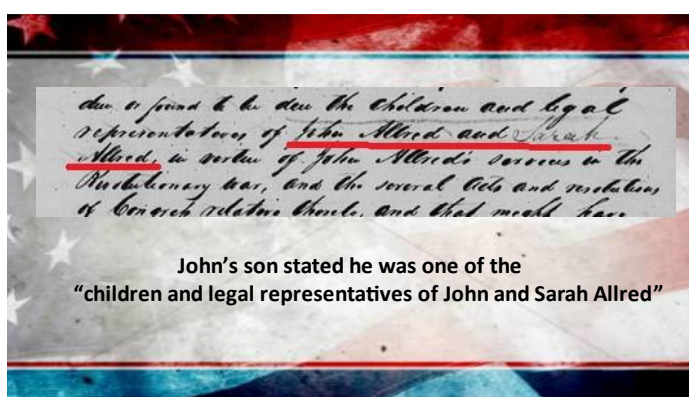 due or found to be due the children and legal
representatives of John Allred and Sarah
Allred, in virtue of John Allred's services in the
Revolutionary war, and the several Acts and resolutions
of Congress relative thereto, and that might have
John's son stated he was one of the
“children and legal representatives of John and Sarah Allred”